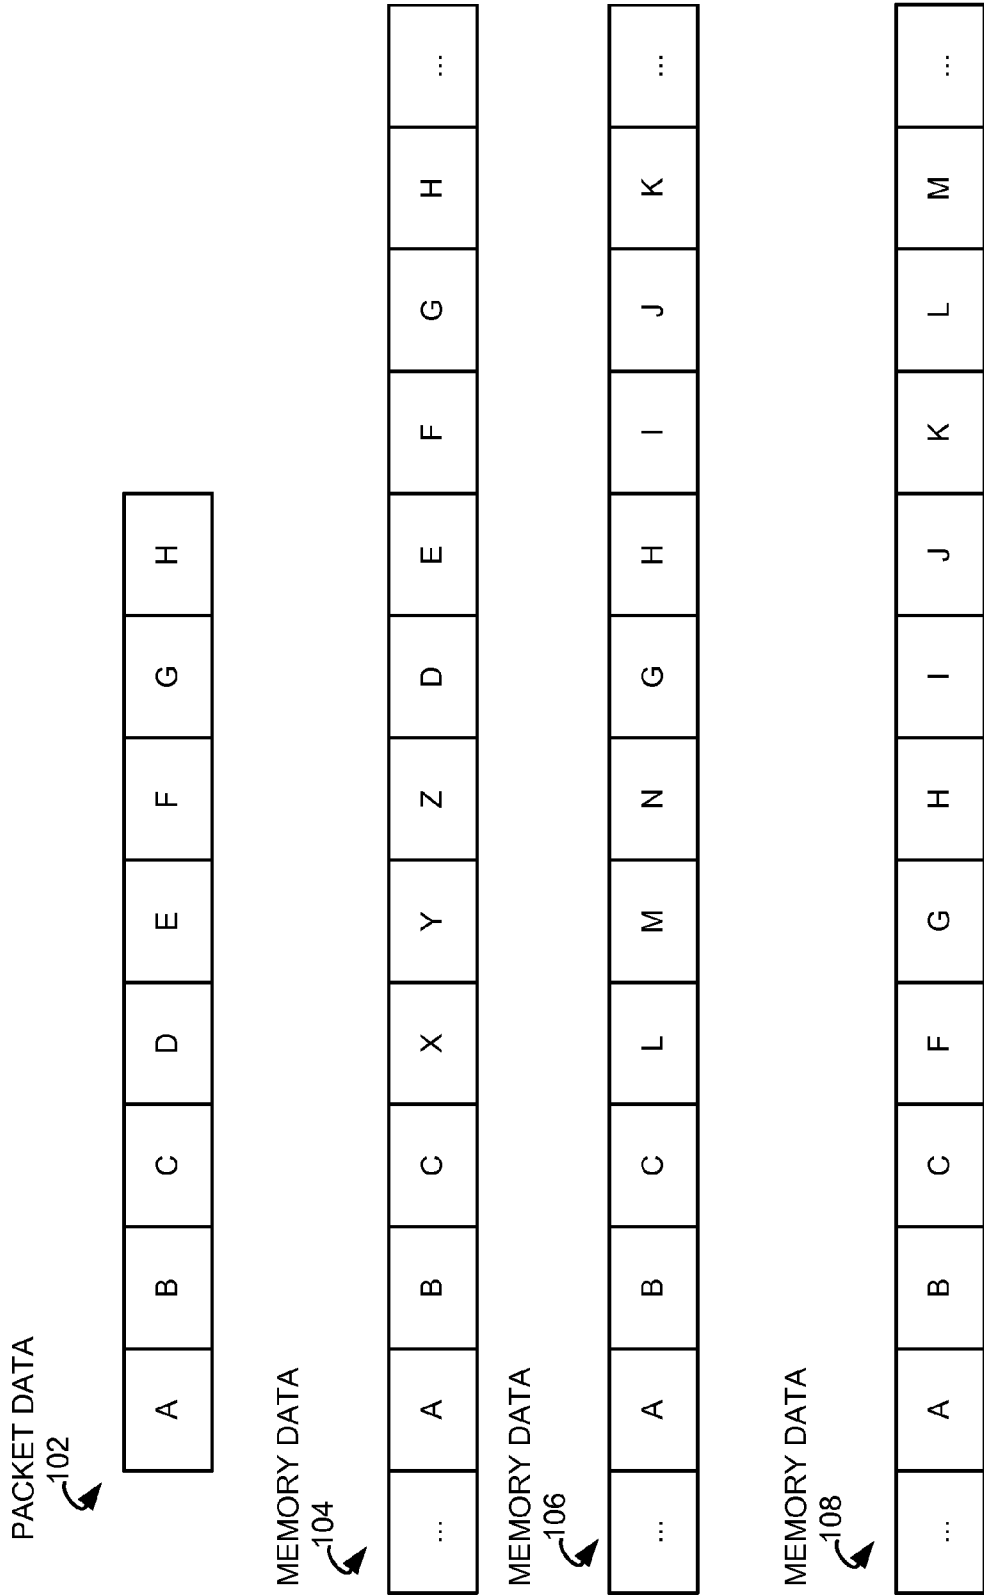 PACKET DATA
102
A B C D E F G H
MEMORY DATA
104
... A B C X Y Z D E F G H ...
MEMORY DATA
106
... A B C L M N G H I J K ...
MEMORY DATA
108
... A B C F G H I J K L M ...